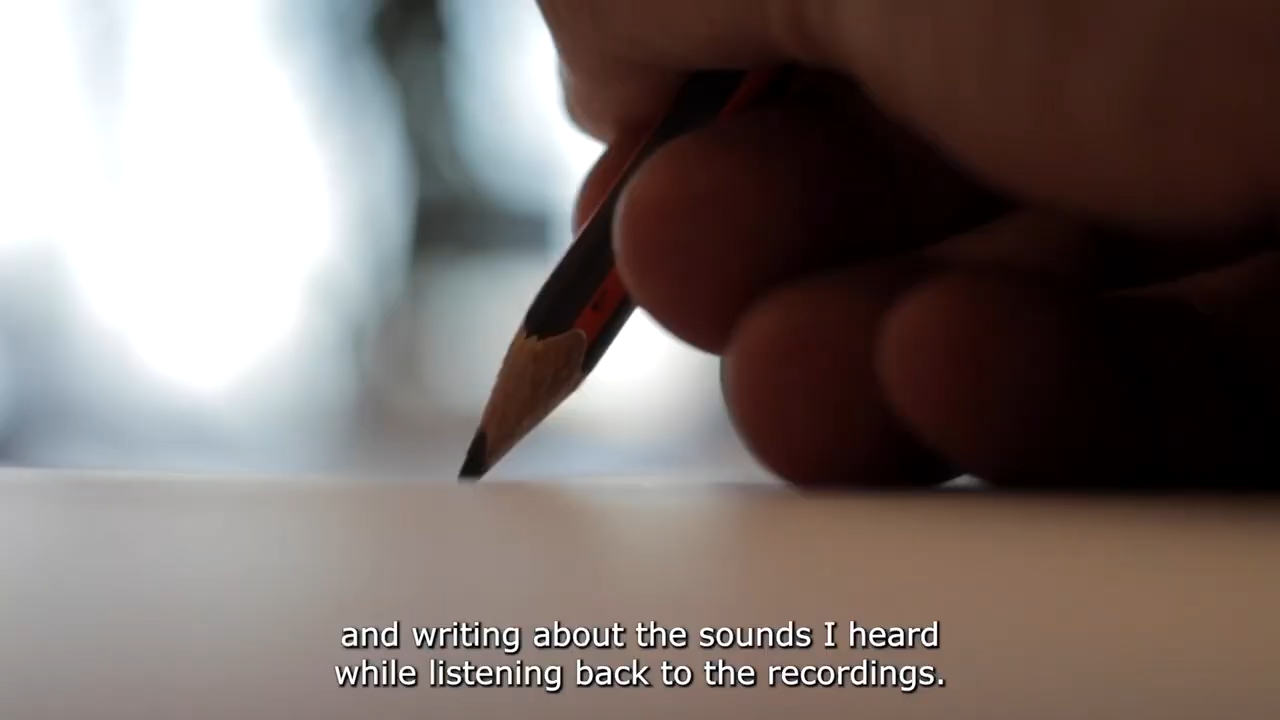 and writing about the sounds I heard
while listening back to the recordings.